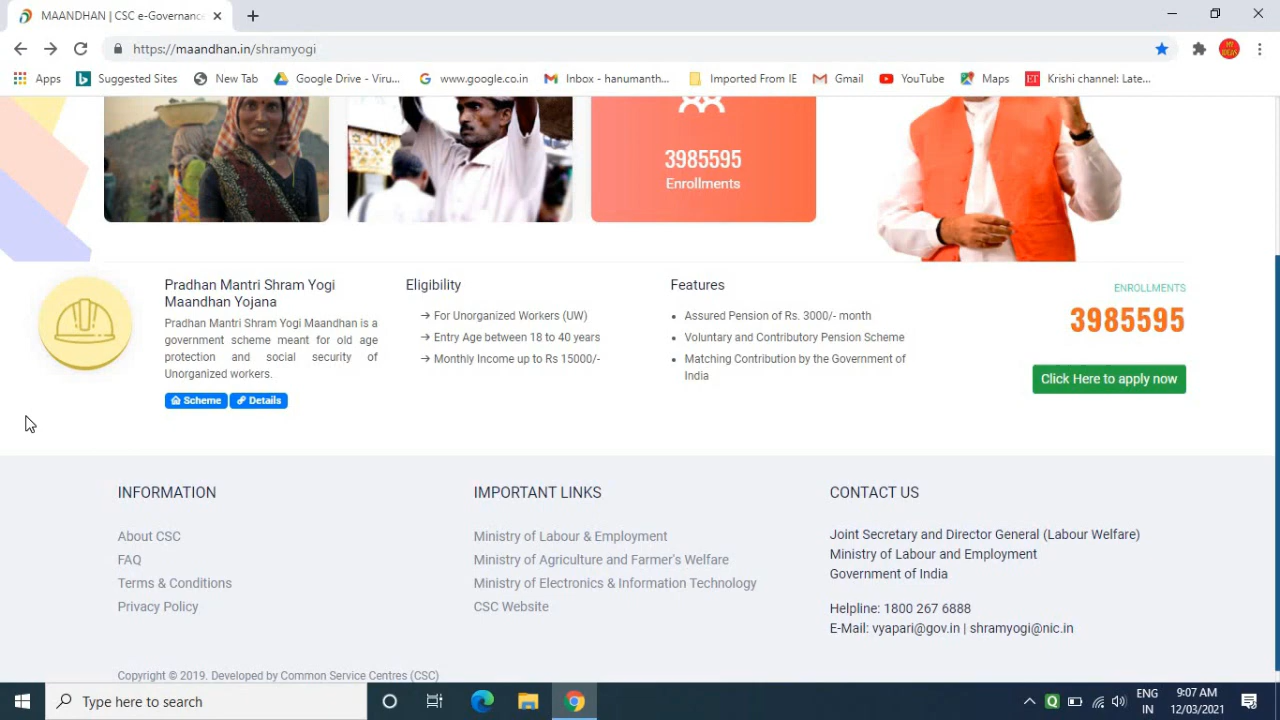 MAANDHAN | CSC e-Governance
https://maandhan.in/shramyogi
Apps Suggested Sites New Tab Google Drive - Viru... www.google.co.in Inbox - hanumanth... Imported From IE Gmail YouTube Maps Krishi channel: Late...
3985595
Enrollments
Pradhan Mantri Shram Yogi
Maandhan Yojana
Pradhan Mantri Shram Yogi Maandhan is a
government scheme meant for old age
protection and social security of
Unorganized workers.
Scheme Details
Eligibility
→ For Unorganized Workers (UW)
→ Entry Age between 18 to 40 years
→ Monthly Income up to Rs 15000/-
Features
• Assured Pension of Rs. 3000/- month
• Voluntary and Contributory Pension Scheme
• Matching Contribution by the Government of
India
ENROLLMENTS
3985595
Click Here to apply now
INFORMATION
About CSC
FAQ
Terms & Conditions
Privacy Policy
IMPORTANT LINKS
Ministry of Labour & Employment
Ministry of Agriculture and Farmer's Welfare
Ministry of Electronics & Information Technology
CSC Website
CONTACT US
Joint Secretary and Director General (Labour Welfare)
Ministry of Labour and Employment
Government of India
Helpline: 1800 267 6888
E-Mail: vyapari@gov.in | shramyogi@nic.in
Copyright © 2019. Developed by Common Service Centres (CSC)
Type here to search
ENG
IN
9:07 AM
12/03/2021